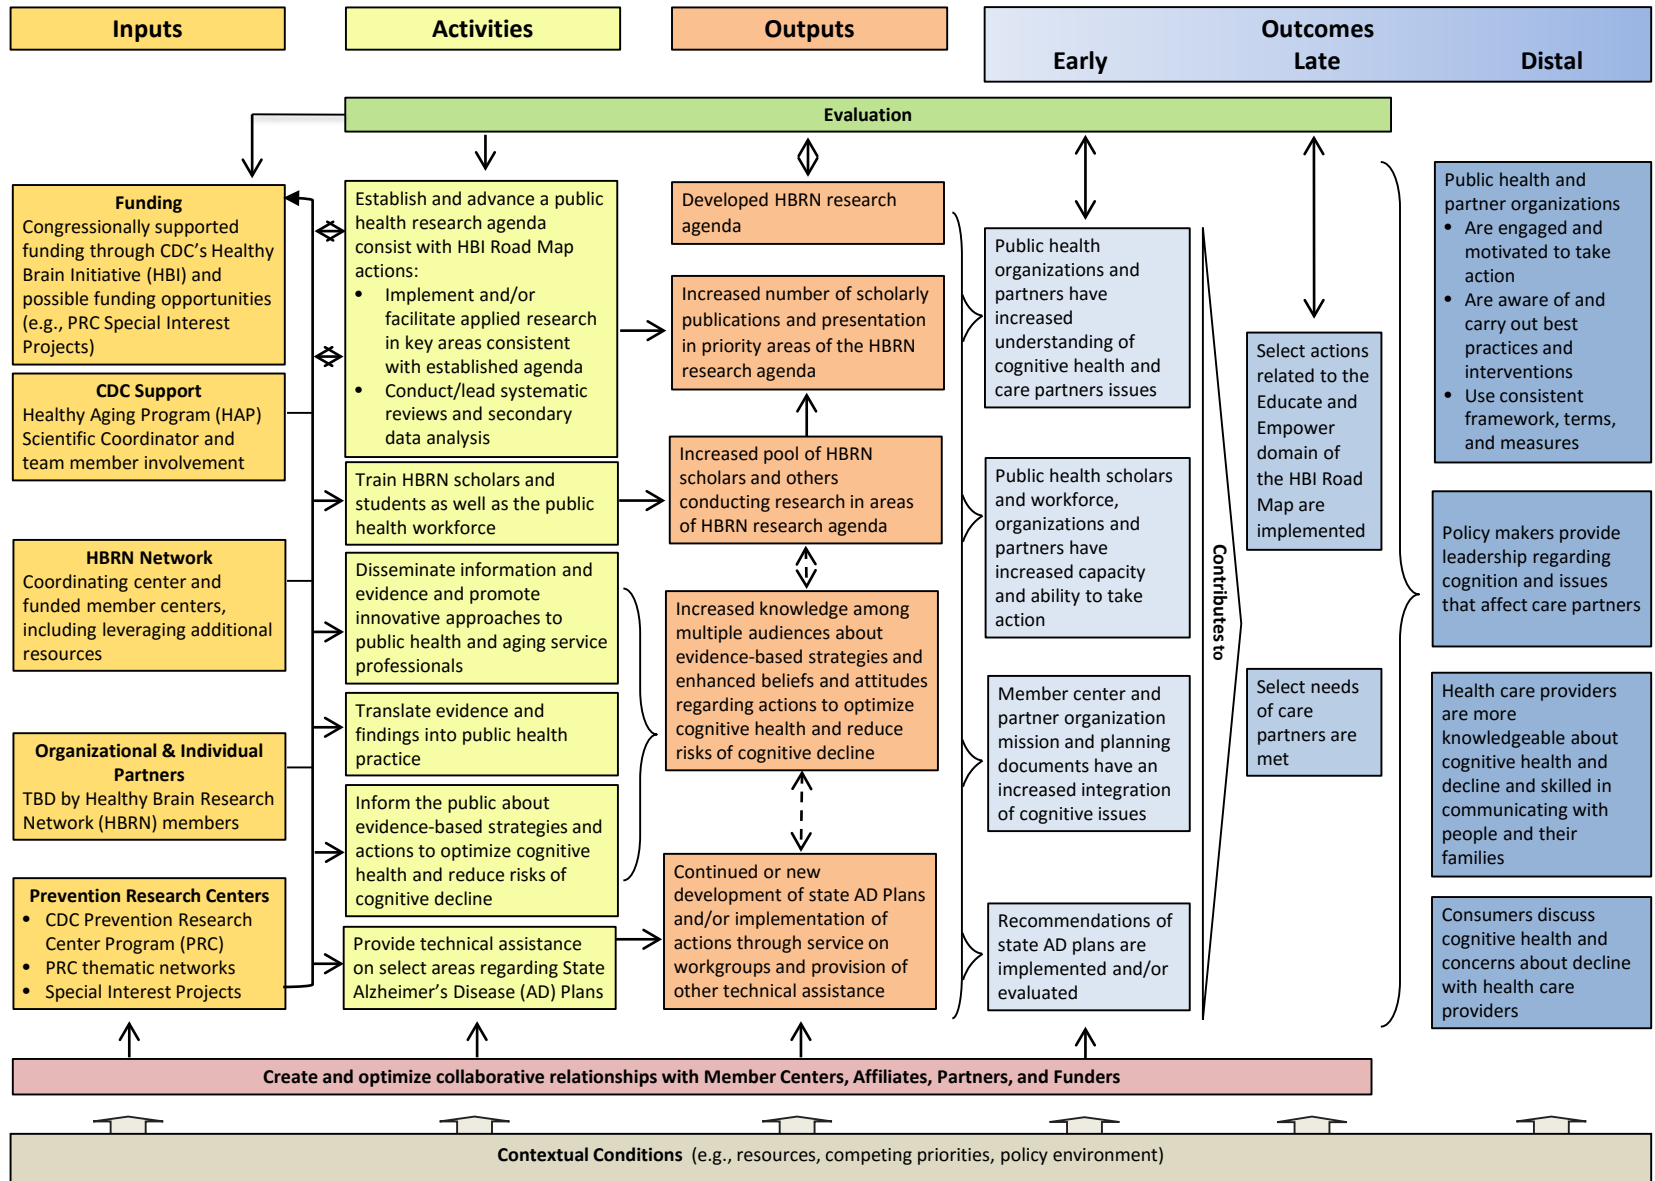 Inputs
Activities
Outputs
Outcomes
Early
Late
Distal
Evaluation
Funding
Congressionally supported
funding through CDC's Healthy
Brain Initiative (HBI) and
possible funding opportunities
(e.g., PRC Special Interest
Projects)
CDC Support
Healthy Aging Program (HAP)
Scientific Coordinator and
team member involvement
HBRN Network
Coordinating center and
funded member centers,
including leveraging additional
resources
Organizational & Individual
Partners
TBD by Healthy Brain Research
Network (HBRN) members
Prevention Research Centers
• CDC Prevention Research
Center Program (PRC)
• PRC thematic networks
• Special Interest Projects
Establish and advance a public
health research agenda
consist with HBI Road Map
actions:
• Implement and/or
facilitate applied research
in key areas consistent
with established agenda
• Conduct/lead systematic
reviews and secondary
data analysis
Train HBRN scholars and
students as well as the public
health workforce
Disseminate information and
evidence and promote
innovative approaches to
public health and aging service
professionals
Translate evidence and
findings into public health
practice
Inform the public about
evidence-based strategies and
actions to optimize cognitive
health and reduce risks of
cognitive decline
Provide technical assistance
on select areas regarding State
Alzheimer's Disease (AD) Plans
Developed HBRN research
agenda
Increased number of scholarly
publications and presentation
in priority areas of the HBRN
research agenda
Increased pool of HBRN
scholars and others
conducting research in areas
of HBRN research agenda
Increased knowledge among
multiple audiences about
evidence-based strategies and
enhanced beliefs and attitudes
regarding actions to optimize
cognitive health and reduce
risks of cognitive decline
Continued or new
development of state AD Plans
and/or implementation of
actions through service on
workgroups and provision of
other technical assistance
Public health
organizations and
partners have
increased
understanding of
cognitive health and
care partners issues
Public health scholars
and workforce,
organizations and
partners have
increased capacity
and ability to take
action
Member center and
partner organization
mission and planning
documents have an
increased integration
of cognitive issues
Recommendations of
state AD plans are
implemented and/or
evaluated
Contributes to
Select actions
related to the
Educate and
Empower
domain of
the HBI Road
Map are
implemented
Select needs
of care
partners are
met
Public health and
partner organizations
• Are engaged and
motivated to take
action
• Are aware of and
carry out best
practices and
interventions
• Use consistent
framework, terms,
and measures
Policy makers provide
leadership regarding
cognition and issues
that affect care partners
Health care providers
are more
knowledgeable about
cognitive health and
decline and skilled in
communicating with
people and their
families
Consumers discuss
cognitive health and
concerns about decline
with health care
providers
Create and optimize collaborative relationships with Member Centers, Affiliates, Partners, and Funders
Contextual Conditions (e.g., resources, competing priorities, policy environment)